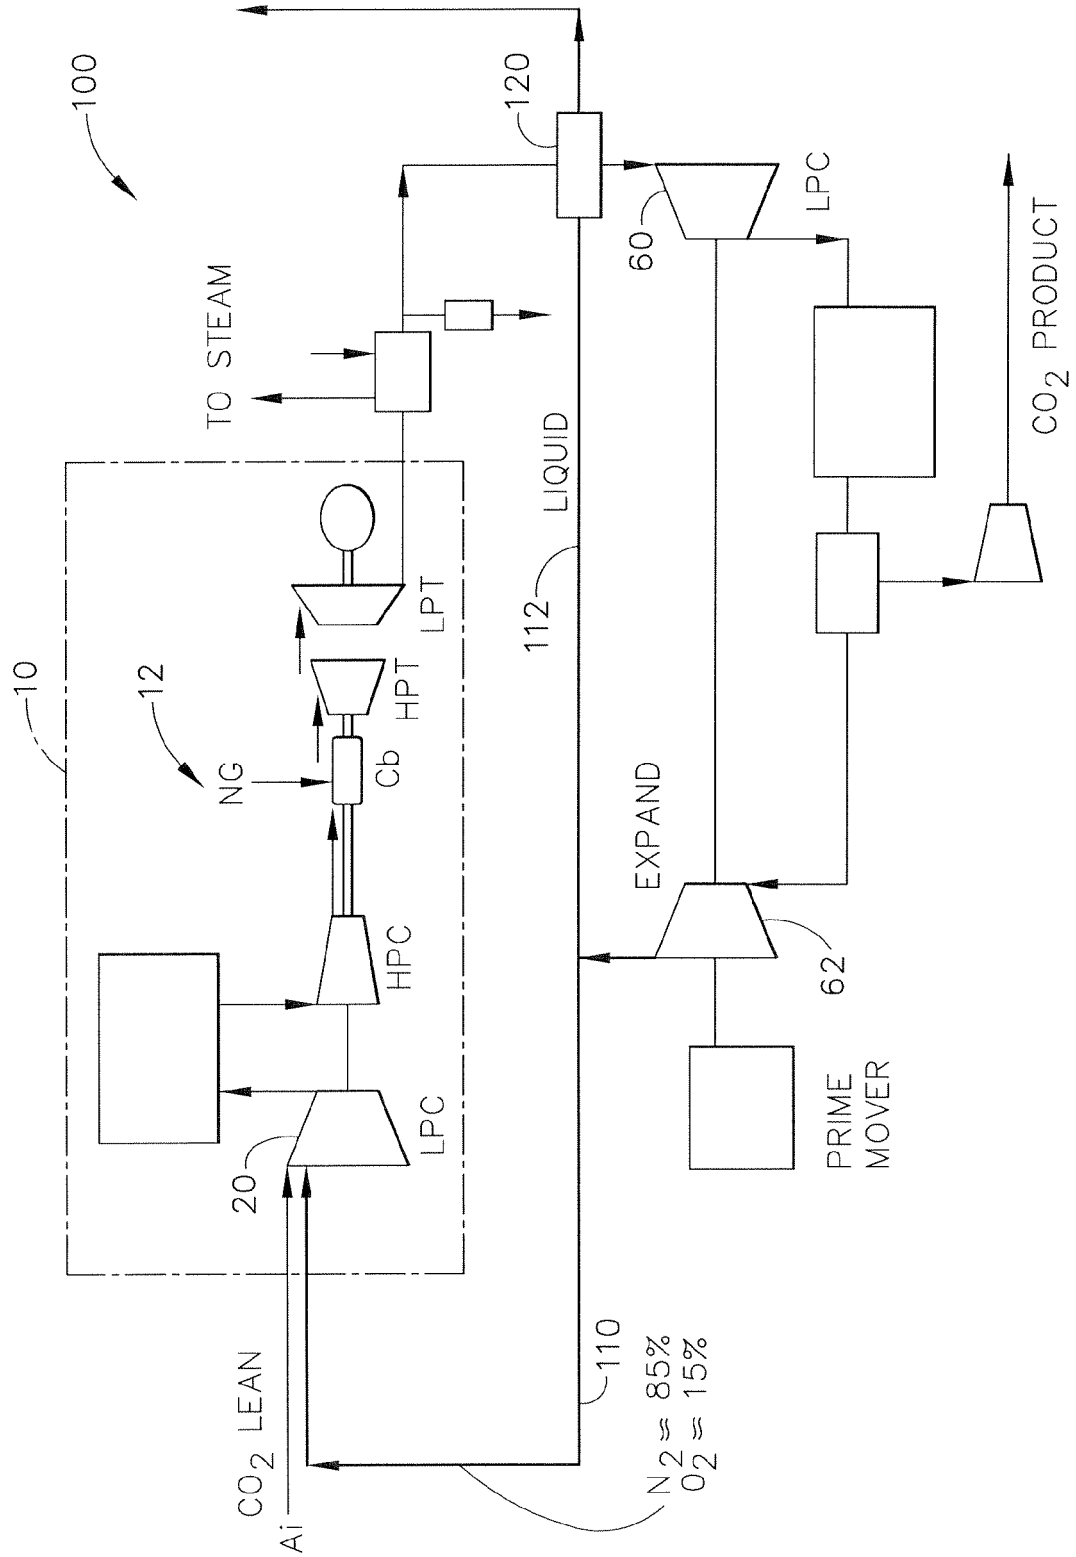 100
10
12
NG
TO STEAM
20
LPC
HPC
Cb
HPT
LPT
Ai
CO2 LEAN
110
N2 ≈ 85%
O2 ≈ 15%
112
LIQUID
120
EXPAND
62
60
LPC
PRIME
MOVER
CO2 PRODUCT